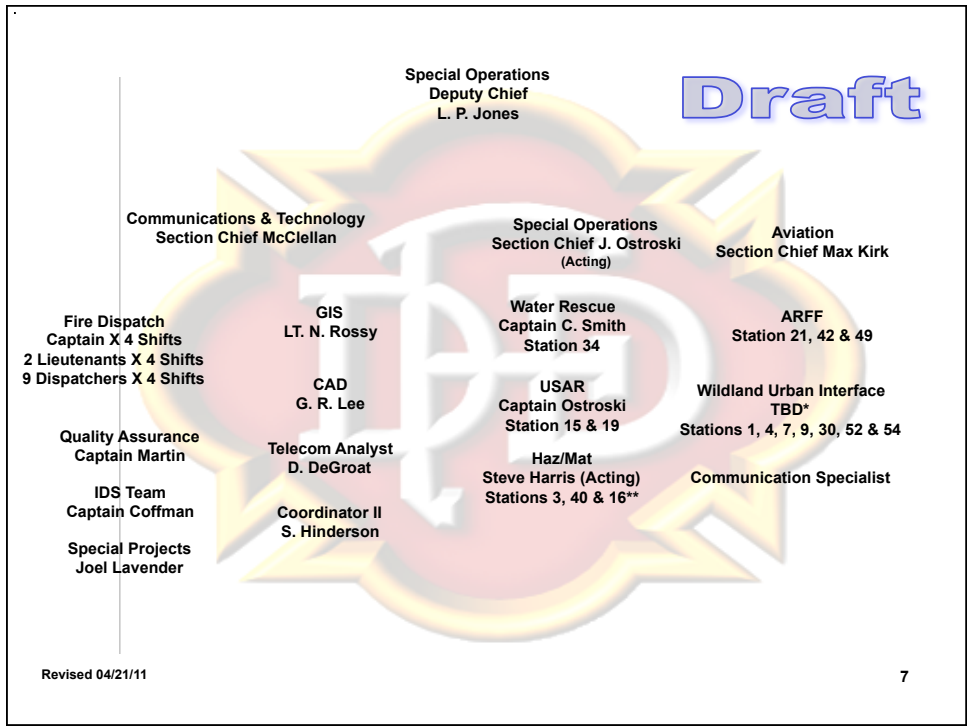 Special Operations
Deputy Chief
L. P. Jones
Draft
Communications & Technology
Section Chief McClellan
Special Operations
Section Chief J. Ostroski
(Acting)
Aviation
Section Chief Max Kirk
Fire Dispatch
Captain X 4 Shifts
2 Lieutenants X 4 Shifts
9 Dispatchers X 4 Shifts
Quality Assurance
Captain Martin
IDS Team
Captain Coffman
Special Projects
Joel Lavender
GIS
LT. N. Rossy
CAD
G. R. Lee
Telecom Analyst
D. DeGroat
Coordinator II
S. Hinderson
Water Rescue
Captain C. Smith
Station 34
USAR
Captain Ostroski
Station 15 & 19
Haz/Mat
Steve Harris (Acting)
Stations 3, 40 & 16**
ARFF
Station 21, 42 & 49
Wildland Urban Interface
TBD*
Stations 1, 4, 7, 9, 30, 52 & 54
Communication Specialist
DFD
Revised 04/21/11
7